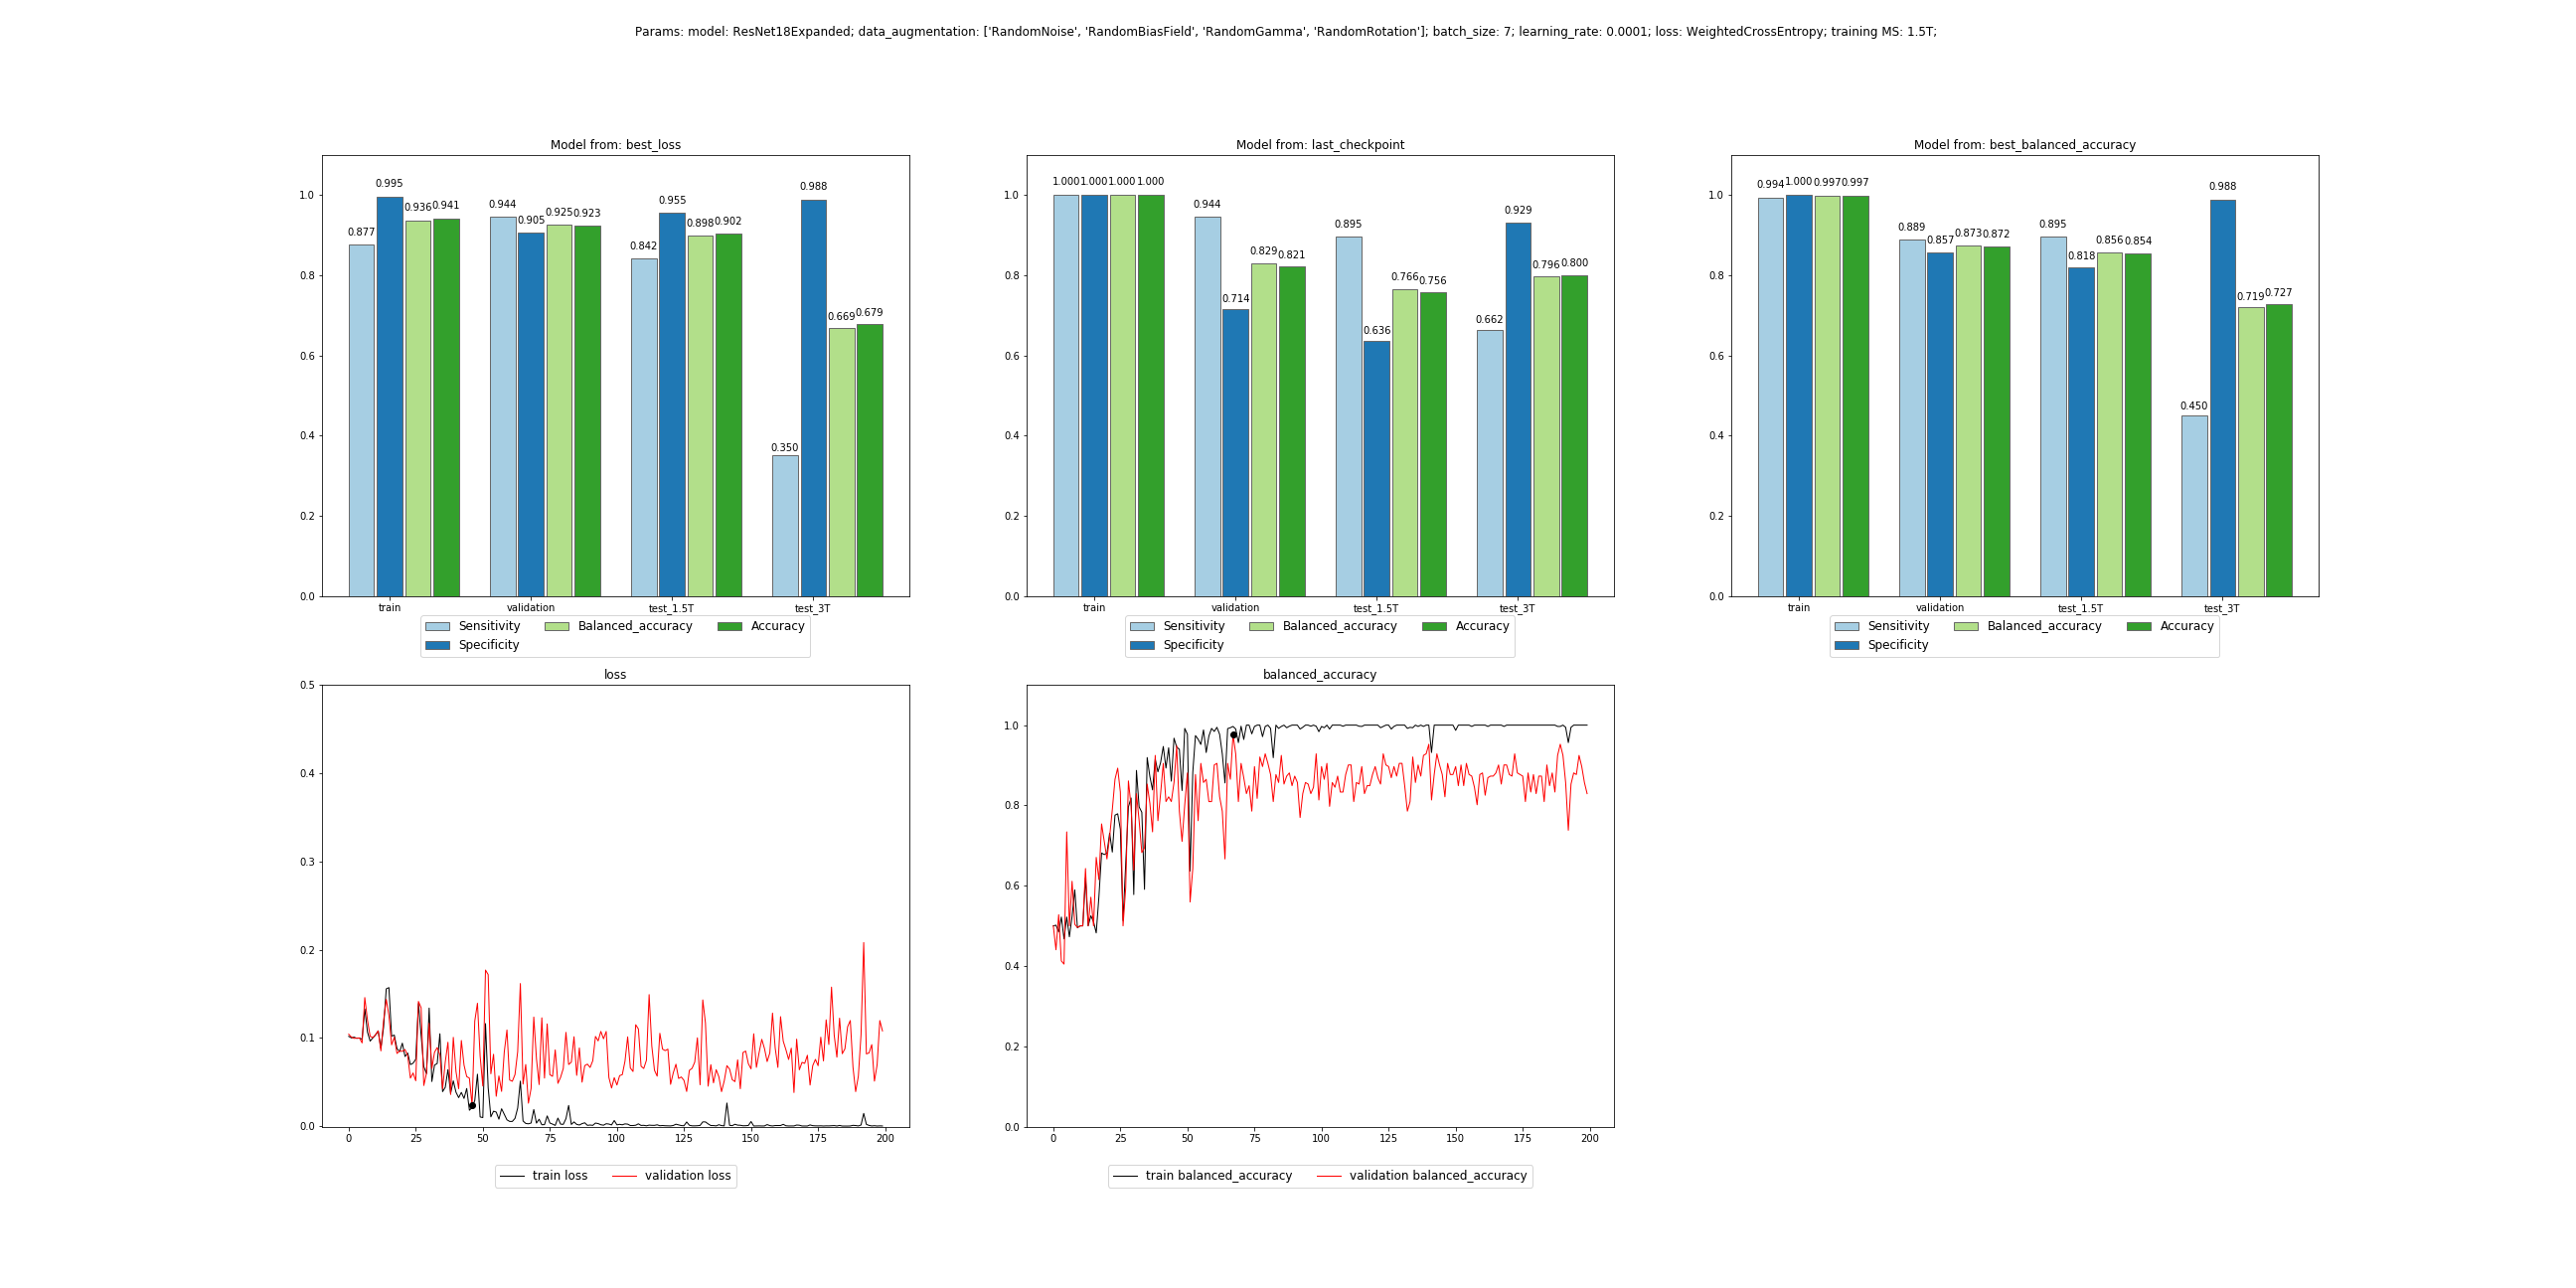 Params: model: ResNet18Expanded; data_augmentation: ['RandomNoise', 'RandomBiasField', 'RandomGamma', 'RandomRotation']; batch_size: 7; learning_rate: 0.0001; loss: WeightedCrossEntropy; training MS: 1.5T;
Model from: best_loss
1.0
0.8
0.6
0.4
0.2
0.0
0.877 0.995 0.936 0.941
0.944 0.905 0.925 0.923
0.842 0.955 0.898 0.902
0.350 0.988 0.669 0.679
train validation test_1.5T test_3T
Sensitivity Balanced_accuracy Accuracy
Specificity
Model from: last_checkpoint
1.0
0.8
0.6
0.4
0.2
0.0
1.000 1.000 1.000 1.000
0.944 0.714 0.829 0.821
0.895 0.636 0.766 0.756
0.662 0.929 0.796 0.800
train validation test_1.5T test_3T
Sensitivity Balanced_accuracy Accuracy
Specificity
Model from: best_balanced_accuracy
1.0
0.8
0.6
0.4
0.2
0.0
0.994 1.000 0.997 0.997
0.889 0.857 0.873 0.872
0.895 0.818 0.856 0.854
0.450 0.988 0.719 0.727
train validation test_1.5T test_3T
Sensitivity Balanced_accuracy Accuracy
Specificity
loss
0.5
0.4
0.3
0.2
0.1
0.0
0 25 50 75 100 125 150 175 200
train loss validation loss
balanced_accuracy
1.0
0.8
0.6
0.4
0.2
0.0
0 25 50 75 100 125 150 175 200
train balanced_accuracy validation balanced_accuracy